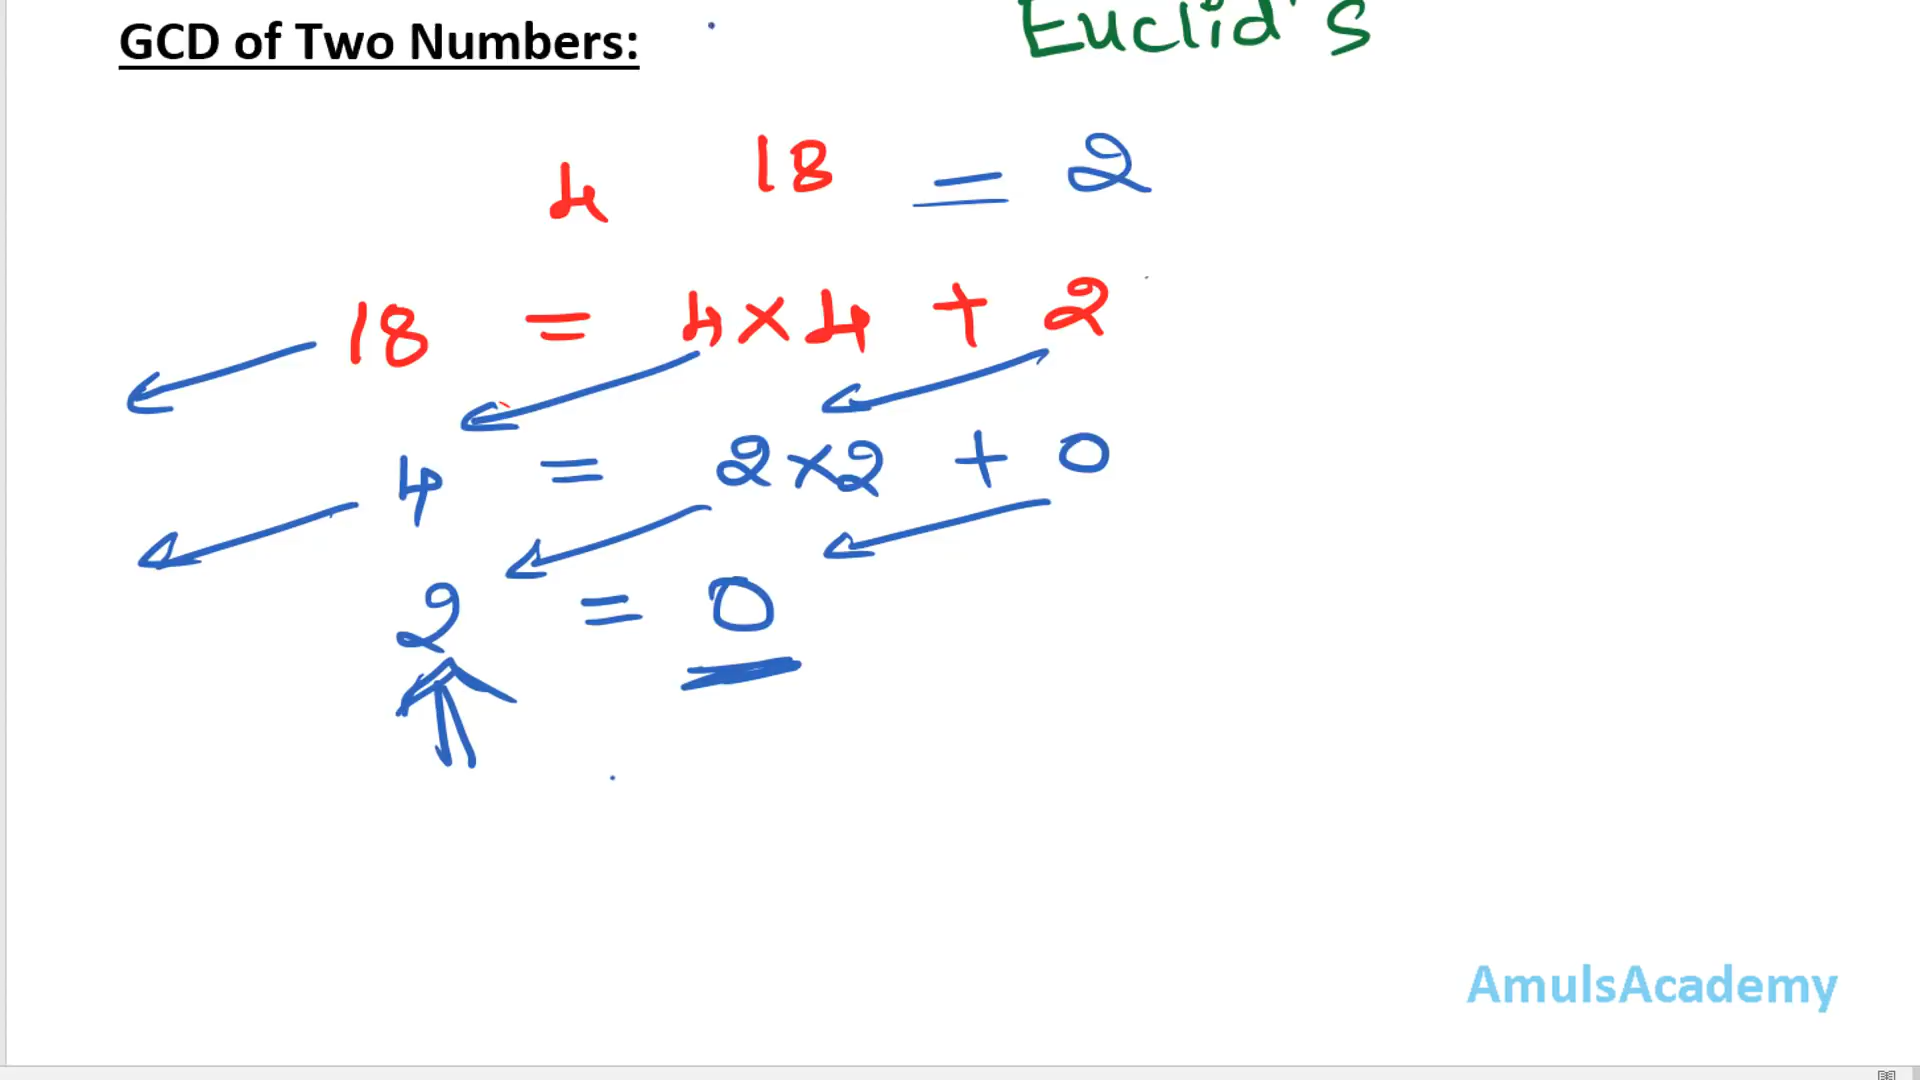 GCD of Two Numbers:
Euclid's
4 18 = 2
18 = 4×4 + 2
4 = 2×2 + 0
2 = 0
AmulsAcademy